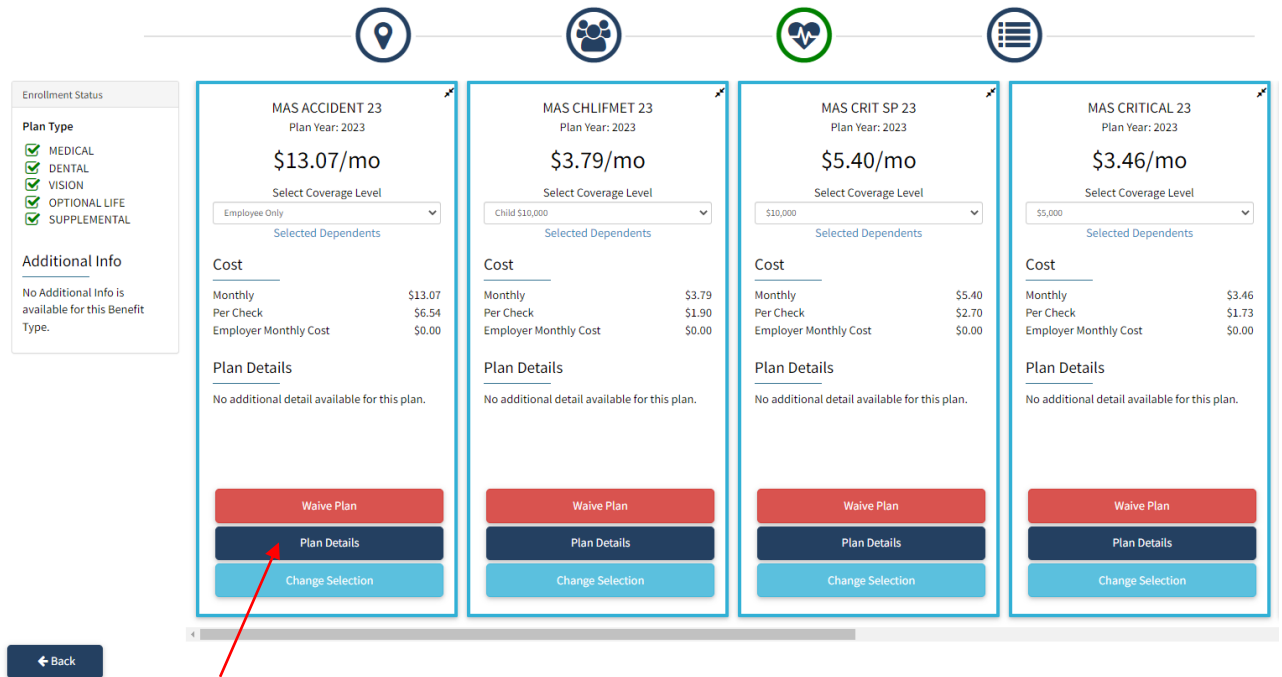 Enrollment Status
Plan Type
MEDICAL
DENTAL
VISION
OPTIONAL LIFE
SUPPLEMENTAL
Additional Info
No Additional Info is
available for this Benefit
Type.
MAS ACCIDENT 23
Plan Year: 2023
$13.07/mo
Select Coverage Level
Employee Only
Selected Dependents
Cost
Monthly $13.07
Per Check $6.54
Employer Monthly Cost $0.00
Plan Details
No additional detail available for this plan.
Waive Plan
Plan Details
Change Selection
MAS CHLIFMET 23
Plan Year: 2023
$3.79/mo
Select Coverage Level
Child $10,000
Selected Dependents
Cost
Monthly $3.79
Per Check $1.90
Employer Monthly Cost $0.00
Plan Details
No additional detail available for this plan.
Waive Plan
Plan Details
Change Selection
MAS CRIT SP 23
Plan Year: 2023
$5.40/mo
Select Coverage Level
$10,000
Selected Dependents
Cost
Monthly $5.40
Per Check $2.70
Employer Monthly Cost $0.00
Plan Details
No additional detail available for this plan.
Waive Plan
Plan Details
Change Selection
MAS CRITICAL 23
Plan Year: 2023
$3.46/mo
Select Coverage Level
$5,000
Selected Dependents
Cost
Monthly $3.46
Per Check $1.73
Employer Monthly Cost $0.00
Plan Details
No additional detail available for this plan.
Waive Plan
Plan Details
Change Selection
Back